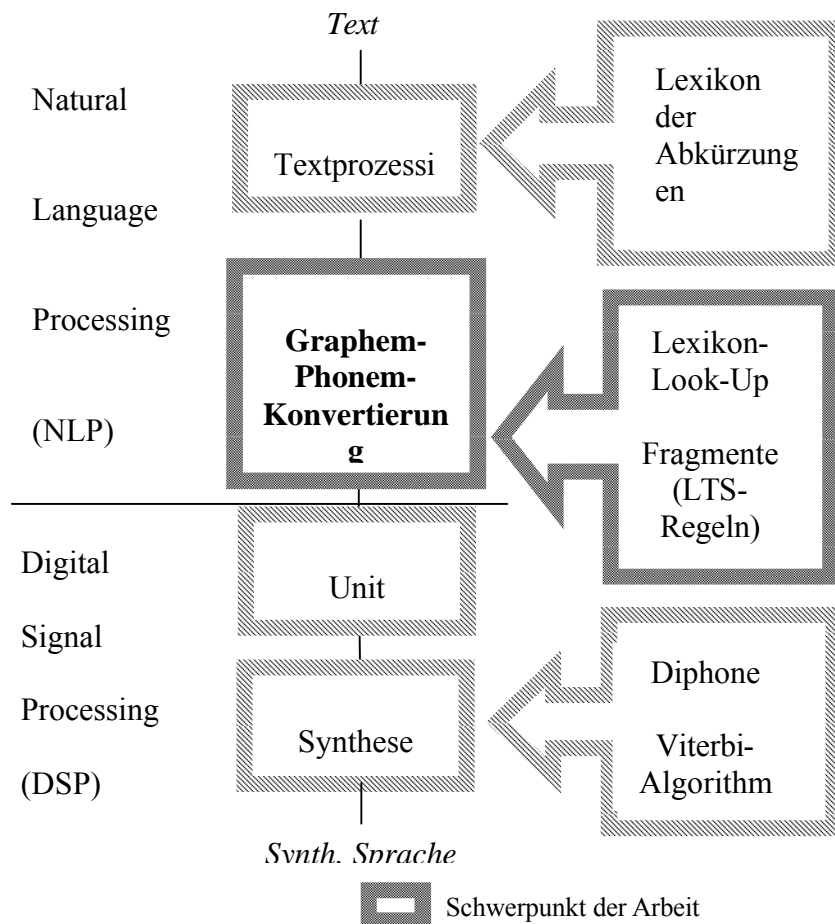 Text
Natural
Language
Processing
(NLP)
Textprozessi
Lexikon
der
Abkürzung
en
Graphem-
Phonem-
Konvertierun
g
Lexikon-
Look-Up
Fragmente
(LTS-
Regeln)
Digital
Signal
Processing
(DSP)
Unit
Synthese
Diphone
Viterbi-
Algorithm
Synth. Sprache
Schwerpunkt der Arbeit